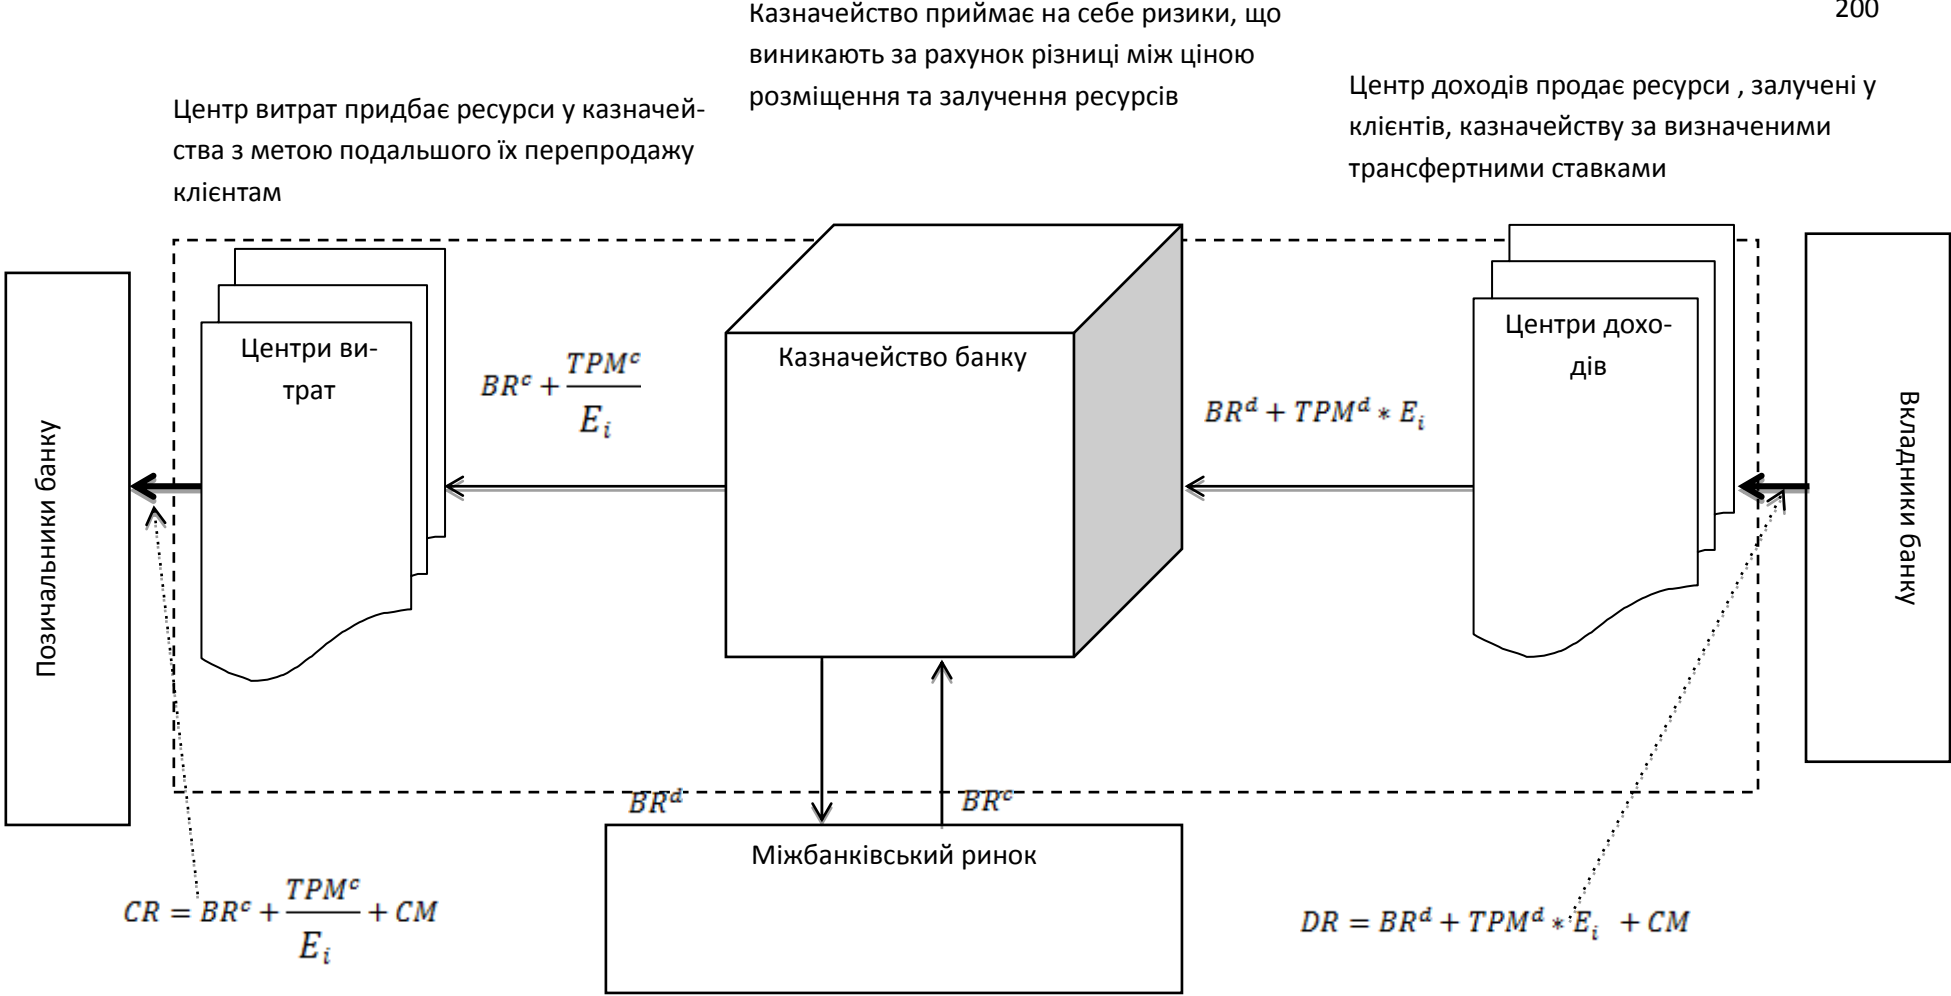 200
Казначейство приймає на себе ризики, що
виникають за рахунок різниці між ціною
розміщення та залучення ресурсів
Центр витрат придбає ресурси у казначей-
ства з метою подальшого їх перепродажу
клієнтам
Центр доходів продає ресурси , залучені у
клієнтів, казначейству за визначеними
трансфертними ставками
Позичальники банку
Центри ви-
трат
BR^c + TPM^c / E_i
Казначейство банку
BR^d + TPM^d * E_i
Центри дохо-
дів
Вкладники банку
BR^d
BR^c
Міжбанківський ринок
CR = BR^c + TPM^c / E_i + CM
DR = BR^d + TPM^d * E_i + CM